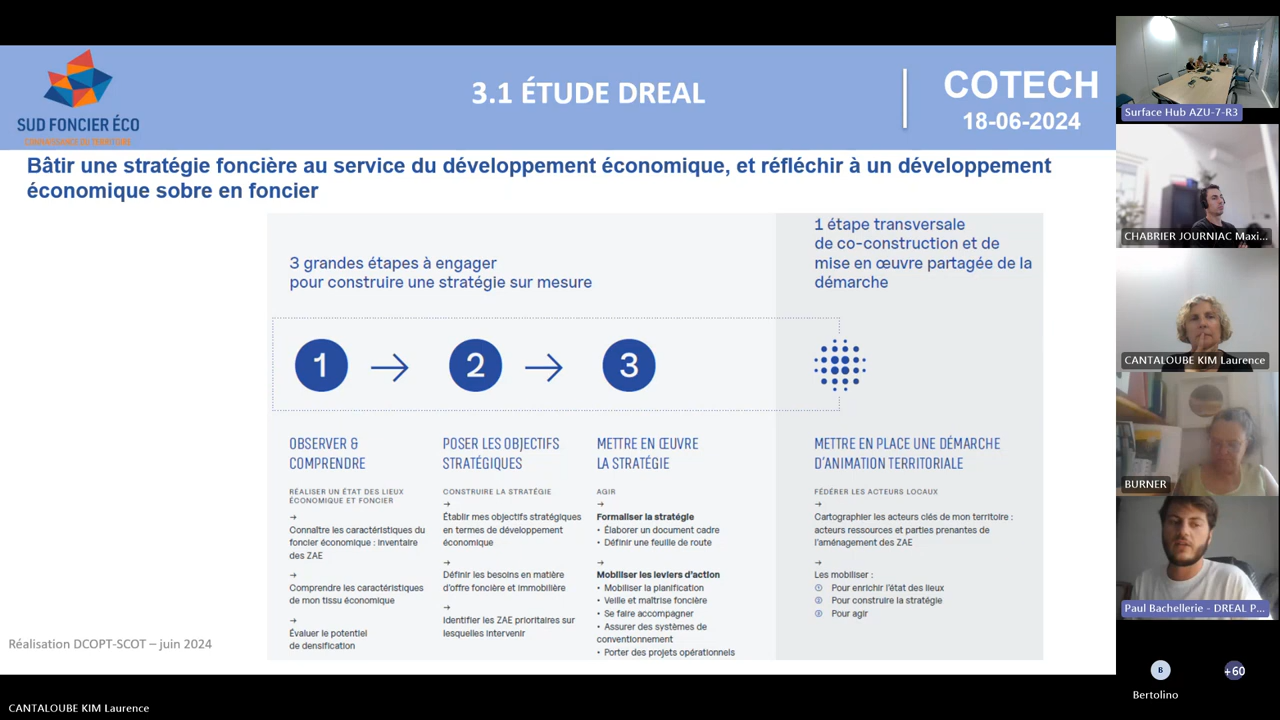 SUD FONCIER ÉCO
CONNAISSANCE DU TERRITOIRE
3.1 ÉTUDE DREAL
COTECH
18-06-2024
Bâtir une stratégie foncière au service du développement économique, et réfléchir à un développement
économique sobre en foncier
3 grandes étapes à engager
pour construire une stratégie sur mesure
1 étape transversale
de co-construction et de
mise en œuvre partagée de la
démarche
1 → 2 → 3
OBSERVER &
COMPRENDRE
RÉALISER UN ÉTAT DES LIEUX
ÉCONOMIQUE ET FONCIER
→
Connaître les caractéristiques du
foncier économique : inventaire
des ZAE
→
Comprendre les caractéristiques
de mon tissu économique
→
Évaluer le potentiel
de densification
POSER LES OBJECTIFS
STRATÉGIQUES
CONSTRUIRE LA STRATÉGIE
→
Établir mes objectifs stratégiques
en termes de développement
économique
→
Définir les besoins en matière
d'offre foncière et immobilière
→
Identifier les ZAE prioritaires sur
lesquelles intervenir
METTRE EN ŒUVRE
LA STRATÉGIE
AGIR
→
Formaliser la stratégie
• Élaborer un document cadre
• Définir une feuille de route
→
Mobiliser les leviers d'action
• Mobiliser la planification
• Veille et maîtrise foncière
• Se faire accompagner
• Assurer des systèmes de
conventionnement
• Porter des projets opérationnels
METTRE EN PLACE UNE DÉMARCHE
D'ANIMATION TERRITORIALE
FÉDÉRER LES ACTEURS LOCAUX
→
Cartographier les acteurs clés de mon territoire :
acteurs ressources et parties prenantes de
l'aménagement des ZAE
→
Les mobiliser :
① Pour enrichir l'état des lieux
② Pour construire la stratégie
③ Pour agir
Réalisation DCOPT-SCOT – juin 2024
CANTALOUBE KIM Laurence
Surface Hub AZU-7-R3
CHABRIER JOURNIAC Maxi...
CANTALOUBE KIM Laurence
BURNER
Paul Bachellerie - DREAL P...
B
+60
Bertolino